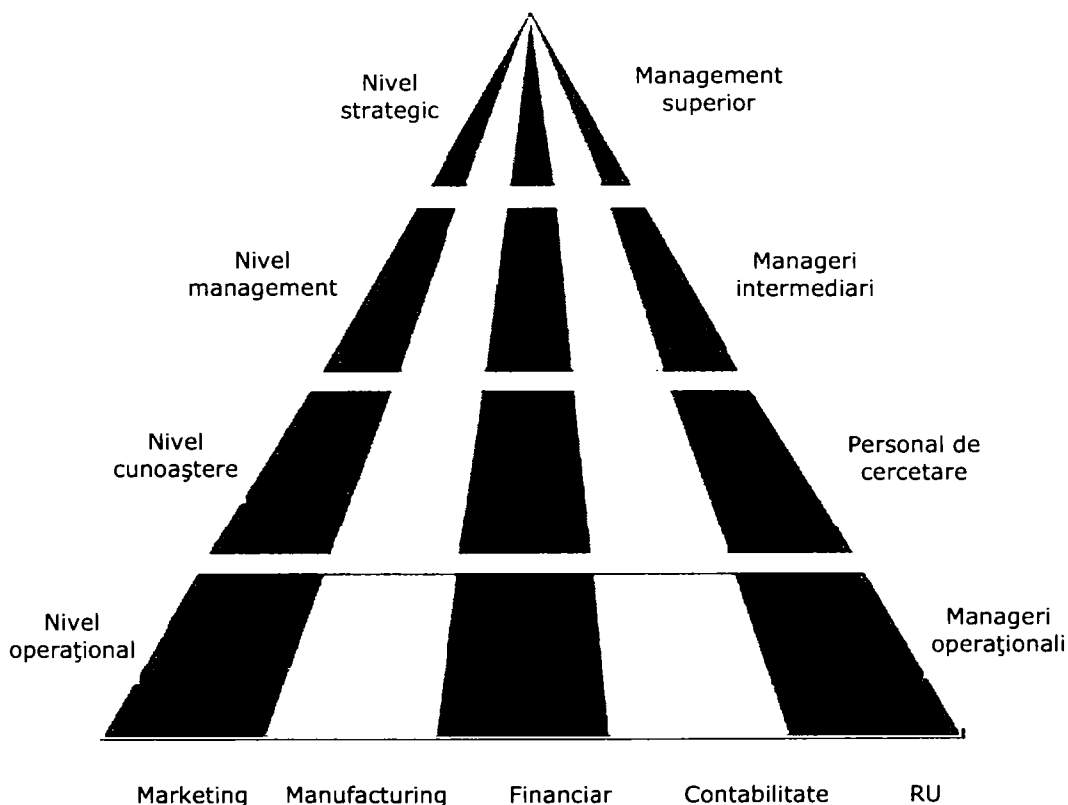 Nivel
strategic
Management
superior
Nivel
management
Manageri
intermediari
Nivel
cunoaştere
Personal de
cercetare
Nivel
operaţional
Manageri
operaţionali
Marketing Manufacturing Financiar Contabilitate RU